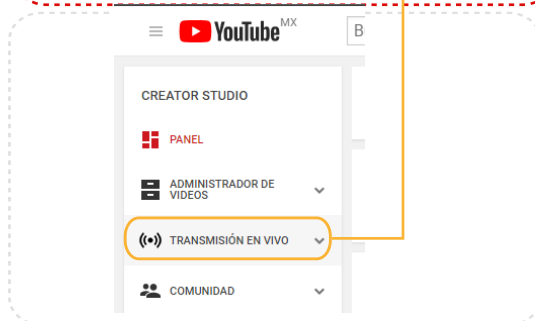 YouTube MX
CREATOR STUDIO
PANEL
ADMINISTRADOR DE
VIDEOS
TRANSMISIÓN EN VIVO
COMUNIDAD